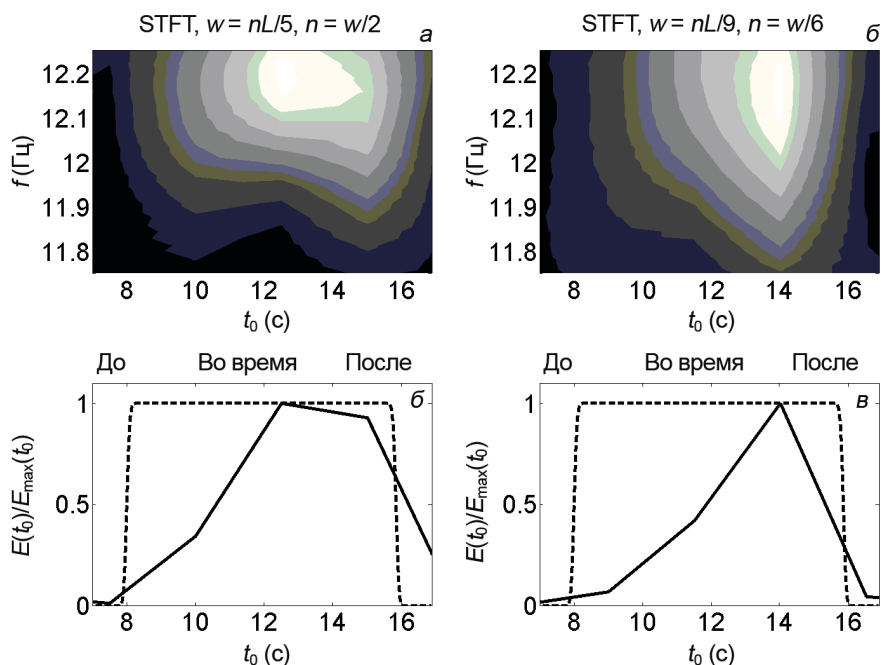 STFT, w = nL/5, n = w/2
а
STFT, w = nL/9, n = w/6
б
f (Гц)
12.2
12.1
12
11.9
11.8
8 10 12 14 16
t₀ (с)
f (Гц)
12.2
12.1
12
11.9
11.8
8 10 12 14 16
t₀ (с)
До Во время После
б
E(t₀)/Eₘₐₓ(t₀)
1
0.5
0
8 10 12 14 16
t₀ (с)
До Во время После
в
E(t₀)/Eₘₐₓ(t₀)
1
0.5
0
8 10 12 14 16
t₀ (с)